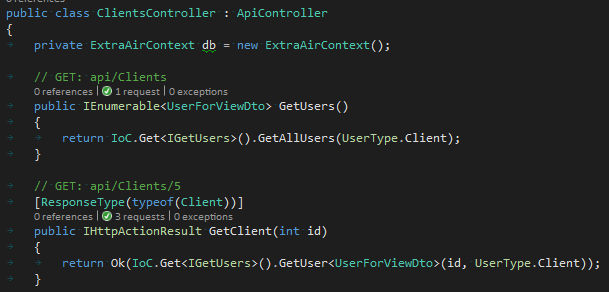 0 references
public class ClientsController : ApiController
{
private ExtraAirContext db = new ExtraAirContext();
// GET: api/Clients
0 references | 1 request | 0 exceptions
public IEnumerable<UserForViewDto> GetUsers()
{
return IoC.Get<IGetUsers>().GetAllUsers(UserType.Client);
}
// GET: api/Clients/5
[ResponseType(typeof(Client))]
0 references | 3 requests | 0 exceptions
public IHttpActionResult GetClient(int id)
{
return Ok(IoC.Get<IGetUsers>().GetUser<UserForViewDto>(id, UserType.Client));
}